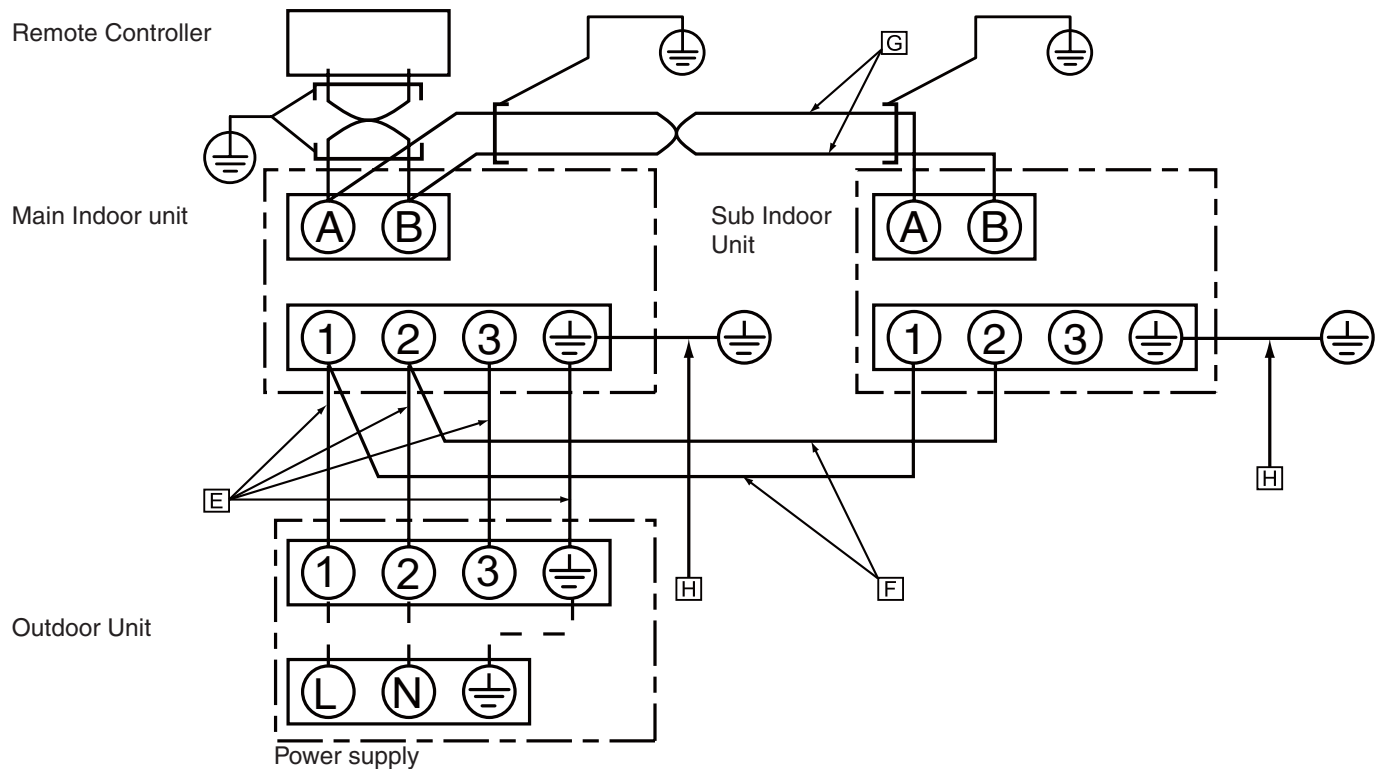 Remote Controller
G
Main Indoor unit
A B
Sub Indoor
Unit
A B
1 2 3
1 2 3
E
H
F
H
1 2 3
Outdoor Unit
L N
Power supply